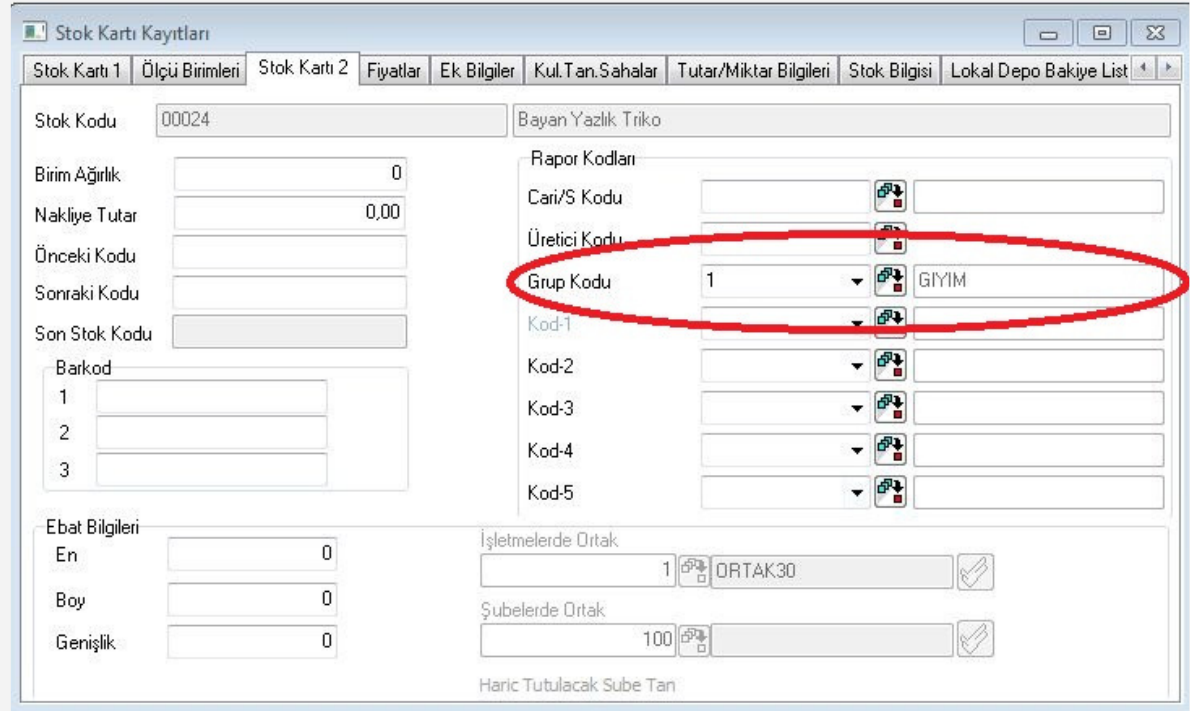 Stok Kartı Kayıtları
Stok Kartı 1 Ölçü Birimleri Stok Kartı 2 Fiyatlar Ek Bilgiler Kul.Tan.Sahalar Tutar/Miktar Bilgileri Stok Bilgisi Lokal Depo Bakiye List
Stok Kodu 00024 Bayan Yazlık Triko
Birim Ağırlık 0
Nakliye Tutar 0,00
Önceki Kodu
Sonraki Kodu
Son Stok Kodu
Barkod
1
2
3
Rapor Kodları
Cari/S Kodu
Üretici Kodu
Grup Kodu 1 GIYIM
Kod-1
Kod-2
Kod-3
Kod-4
Kod-5
Ebat Bilgileri
En 0
Boy 0
Genişlik 0
İşletmelerde Ortak
1 ORTAK30
Şubelerde Ortak
100
Haric Tutulacak Sube Tan